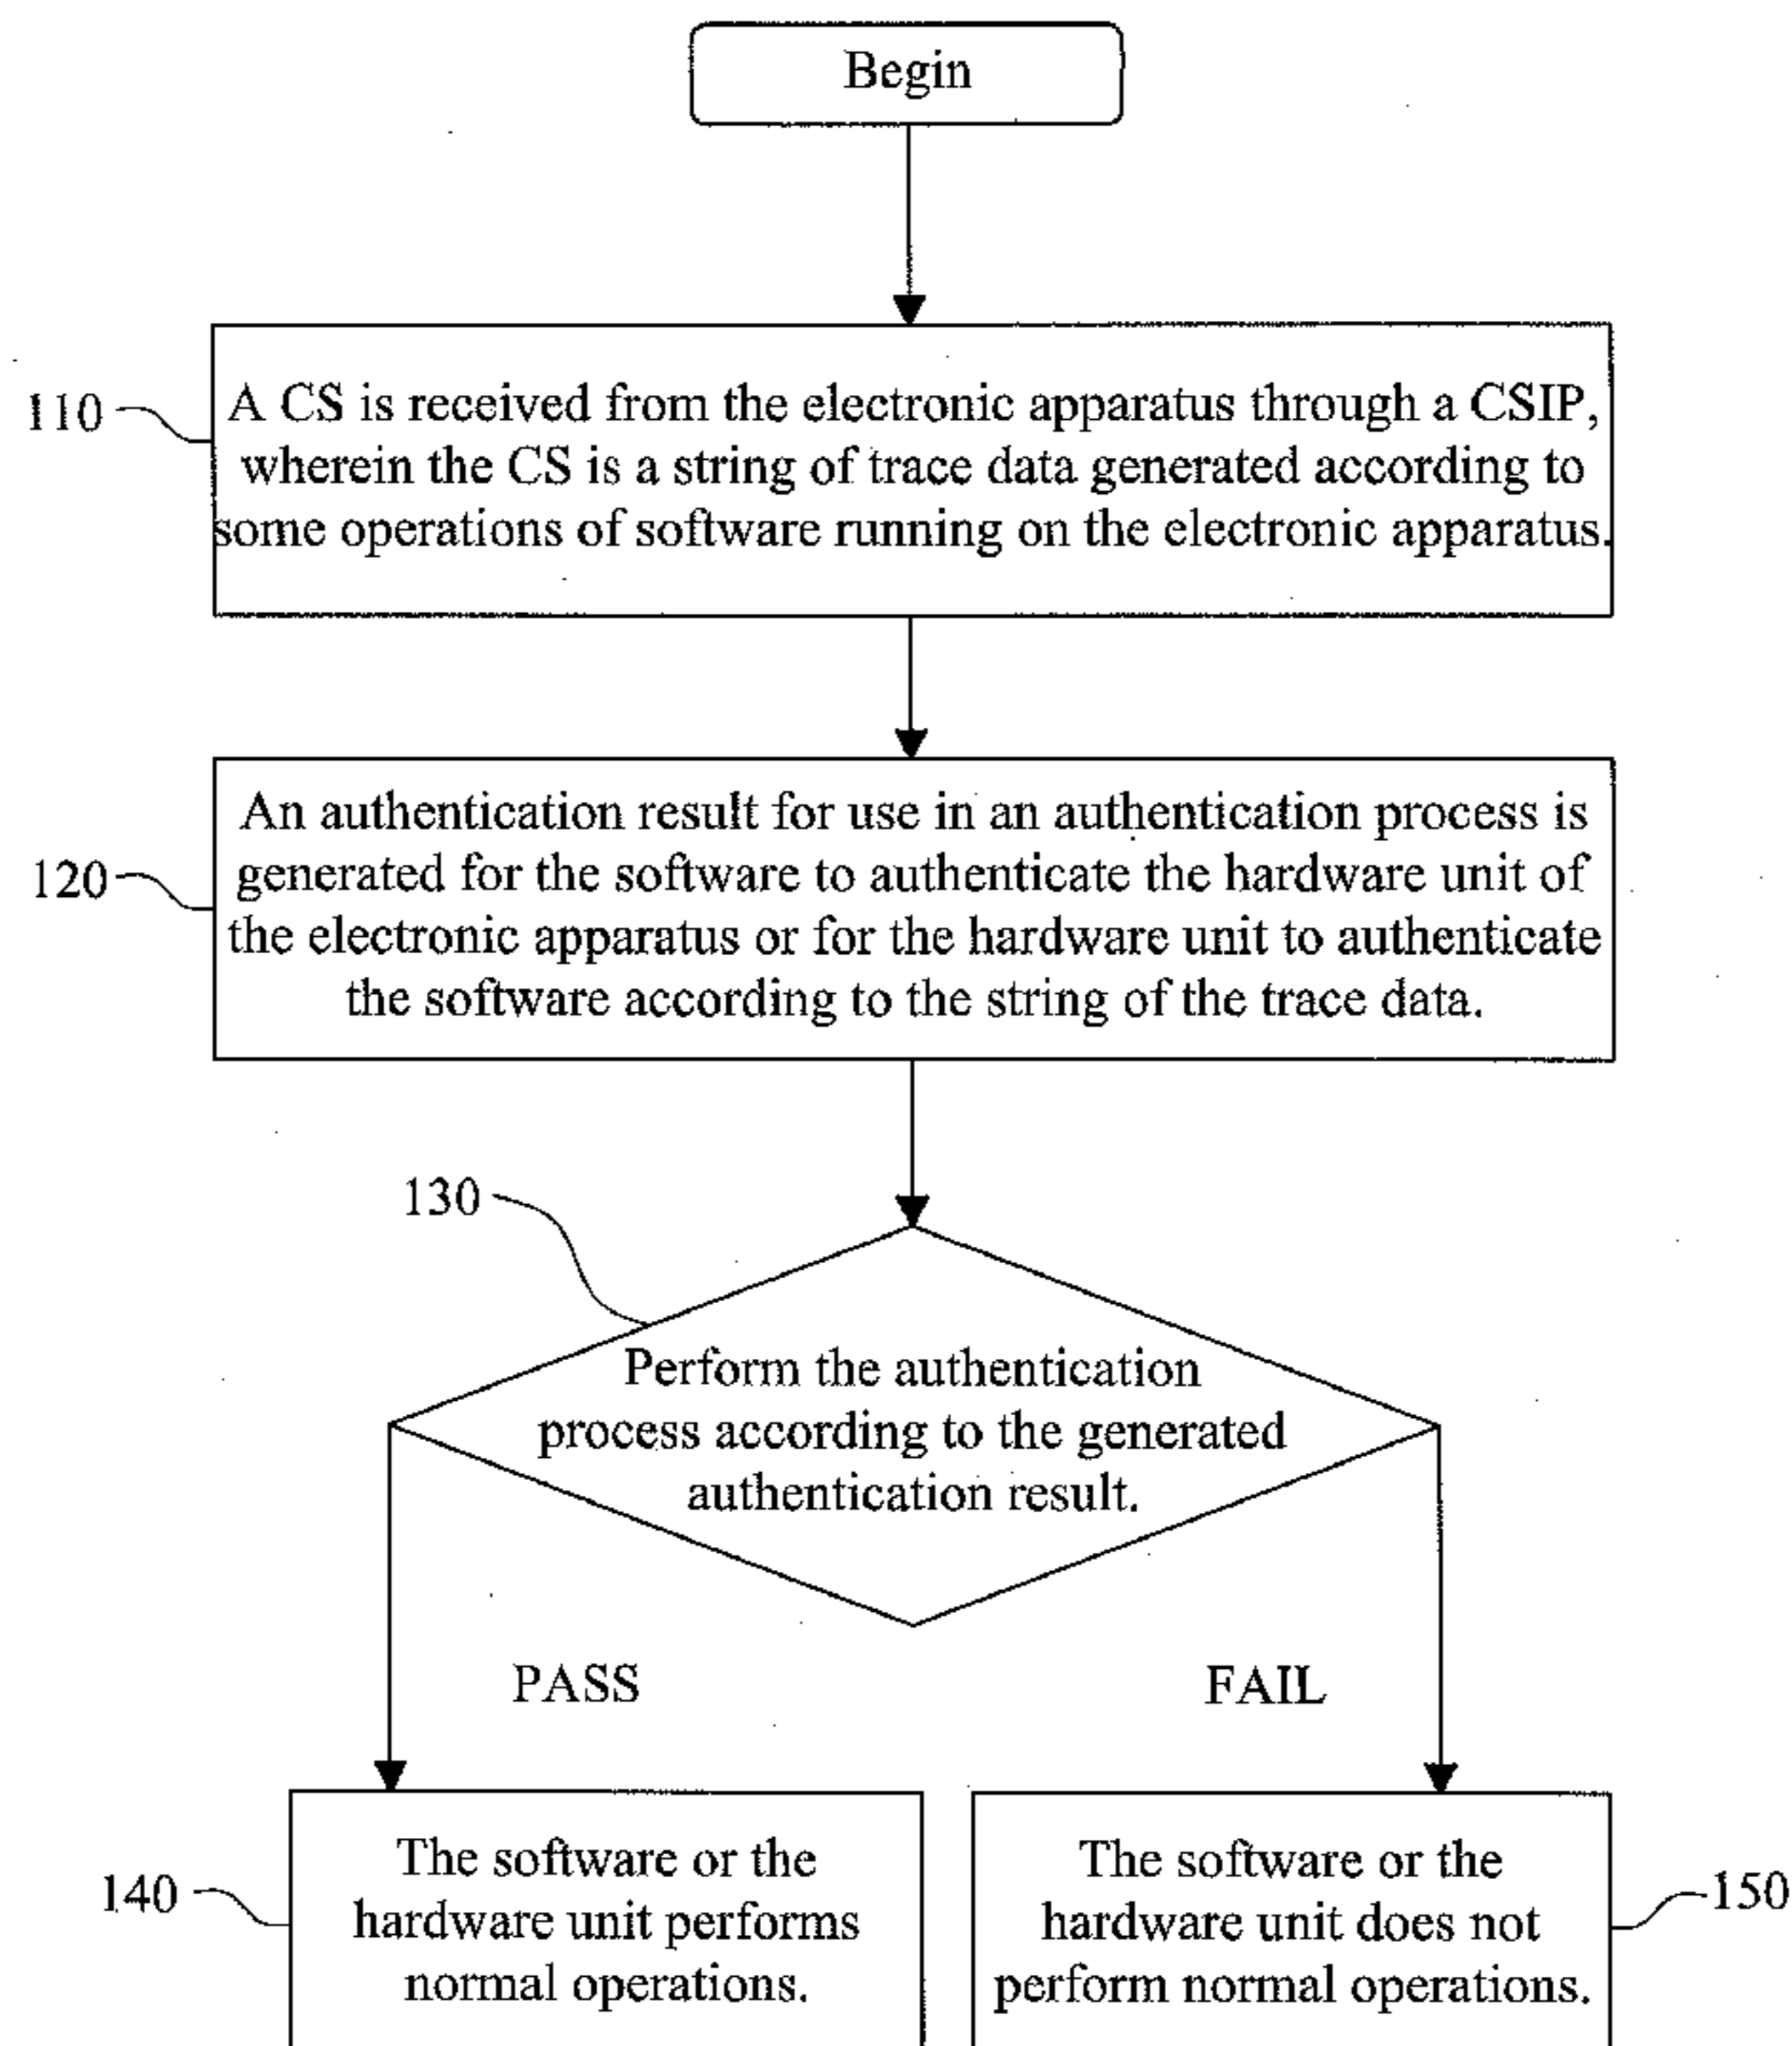 Begin
110
A CS is received from the electronic apparatus through a CSIP,
wherein the CS is a string of trace data generated according to
some operations of software running on the electronic apparatus.
120
An authentication result for use in an authentication process is
generated for the software to authenticate the hardware unit of
the electronic apparatus or for the hardware unit to authenticate
the software according to the string of the trace data.
130
Perform the authentication
process according to the generated
authentication result.
PASS
FAIL
140
The software or the
hardware unit performs
normal operations.
The software or the
hardware unit does not
perform normal operations.
150